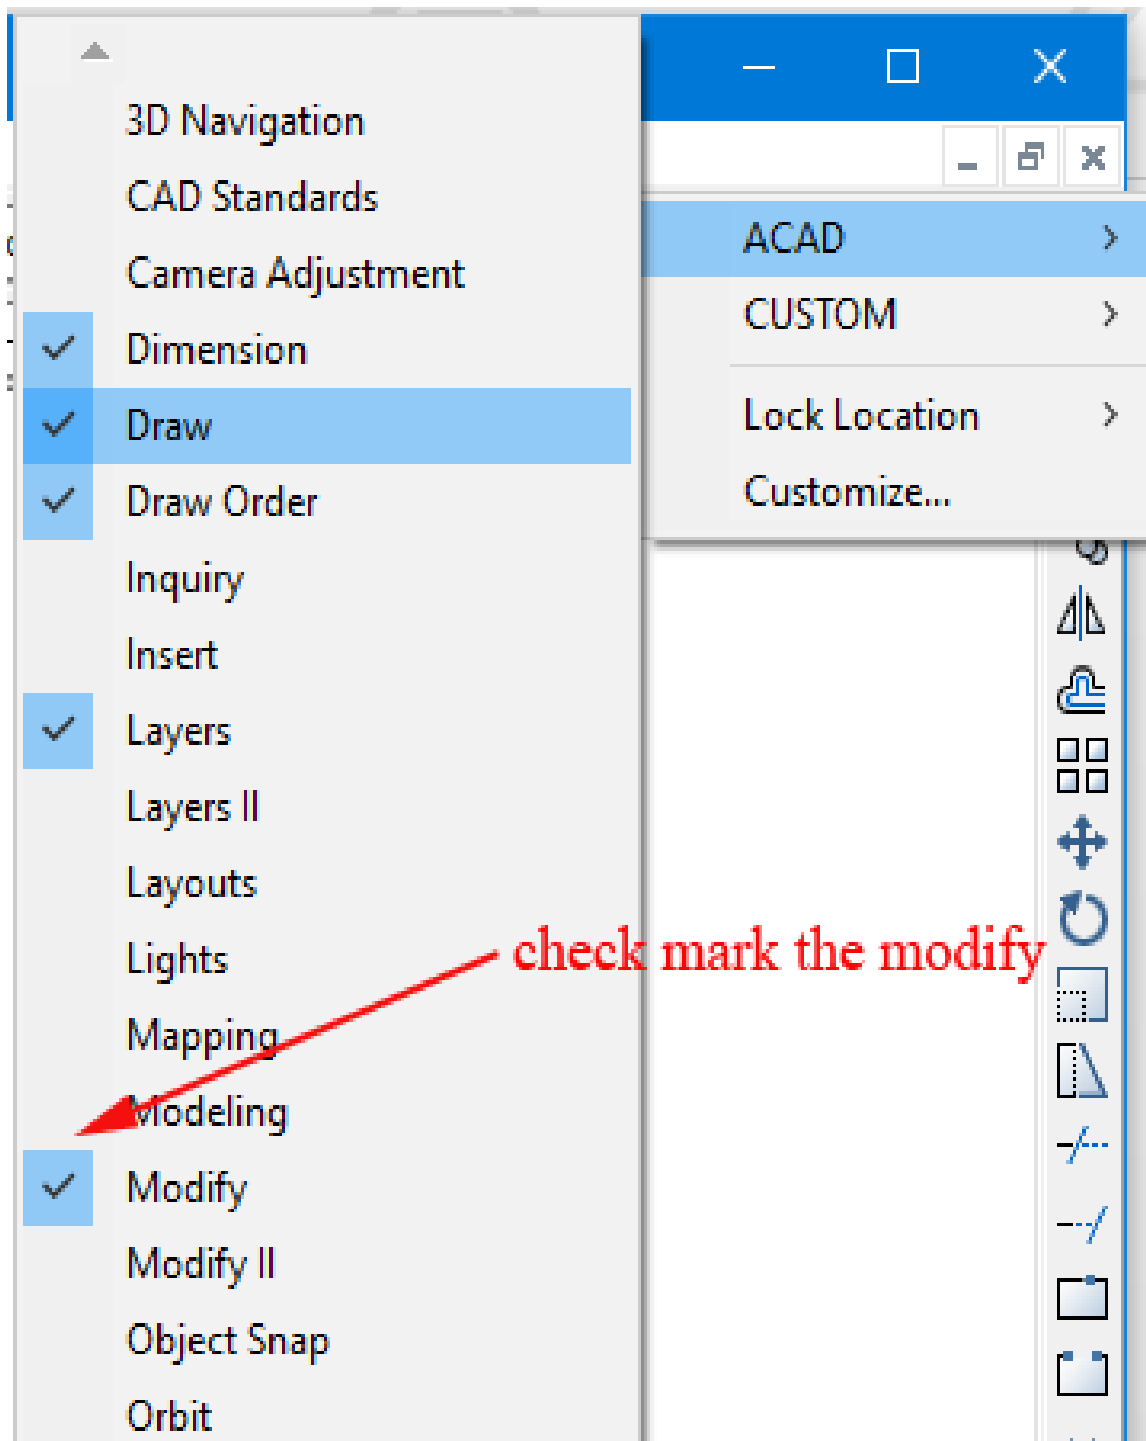 3D Navigation
CAD Standards
Camera Adjustment
Dimension
Draw
Draw Order
Inquiry
Insert
Layers
Layers II
Layouts
Lights
Mapping
Modeling
Modify
Modify II
Object Snap
Orbit
ACAD
CUSTOM
Lock Location
Customize...
check mark the modify